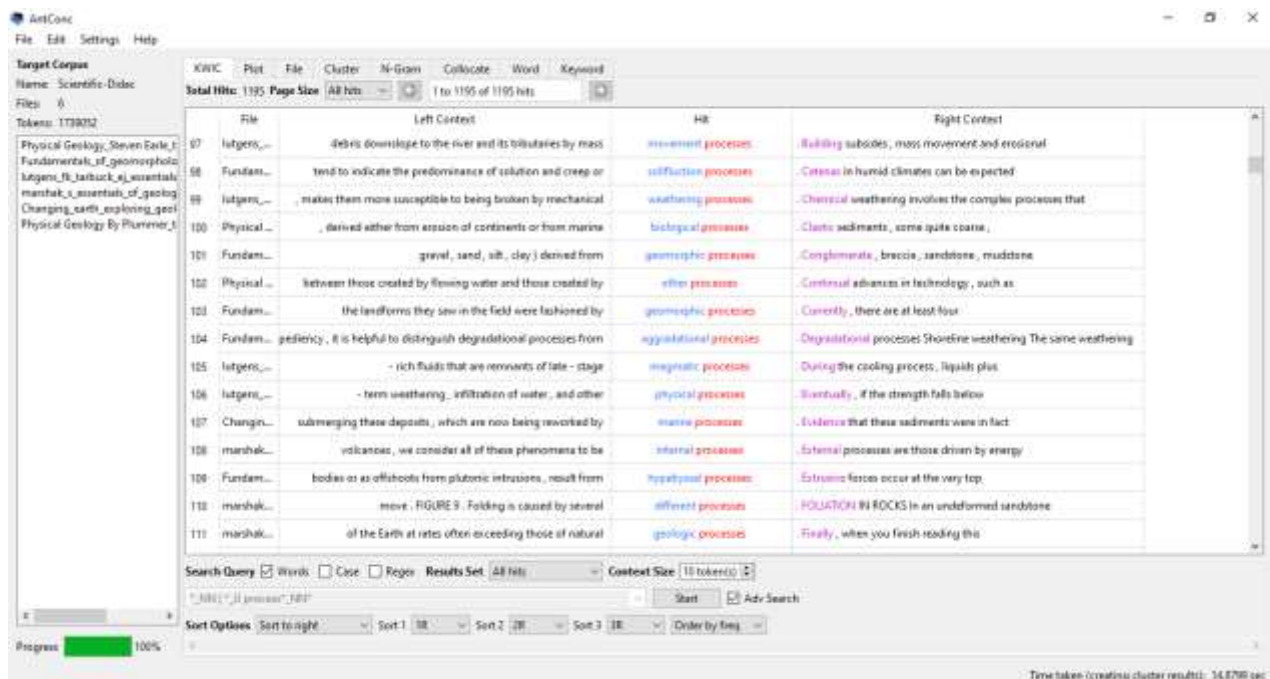 AntConc
File Edit Settings Help
Target Corpus
Name: Scientific-Didac
Files: 6
Tokens: 1739052
Physical Geology_Steven Earle_t
Fundamentals_of_geomorpholo
lutgens_fk_tarbuck_ej_essentials
marshak_s_essentials_of_geolog
Changing_earth_exploring_geol
Physical Geology By Plummer_t
Progress 100%
KWIC Plot File Cluster N-Gram Collocate Word Keyword
Total Hits: 1195 Page Size All hits 1 to 1195 of 1195 hits
File Left Context Hit Right Context
97 lutgens_... debris downslope to the river and its tributaries by mass movement processes . Building subsides, mass movement and erosional
98 Fundam... tend to indicate the predominance of solution and creep or solifluction processes . Catenas in humid climates can be expected
99 lutgens_... , makes them more susceptible to being broken by mechanical weathering processes . Chemical weathering involves the complex processes that
100 Physical ... , derived either from erosion of continents or from marine biological processes . Clastic sediments , some quite coarse ,
101 Fundam... gravel , sand , silt , clay ) derived from geomorphic processes . Conglomerate , breccia , sandstone , mudstone
102 Physical ... between those created by flowing water and those created by other processes . Continual advances in technology , such as
103 Fundam... the landforms they saw in the field were fashioned by geomorphic processes . Currently , there are at least four
104 Fundam... pediency , it is helpful to distinguish degradational processes from aggradational processes . Degradational processes Shoreline weathering The same weathering
105 lutgens_... - rich fluids that are remnants of late - stage magmatic processes . During the cooling process , liquids plus
106 lutgens_... - term weathering , infiltration of water , and other physical processes . Eventually , if the strength falls below
107 Changin... submerging these deposits , which are now being reworked by marine processes . Evidence that these sediments were in fact
108 marshak... volcanoes , we consider all of these phenomena to be internal processes . External processes are those driven by energy
109 Fundam... bodies or as offshoots from plutonic intrusions , result from hypabyssal processes . Extrusive forces occur at the very top
110 marshak... move . FIGURE 9 . Folding is caused by several different processes . FOLIATION IN ROCKS In an undeformed sandstone
111 marshak... of the Earth at rates often exceeding those of natural geologic processes . Finally , when you finish reading this
Search Query Words Case Regex Results Set All hits Context Size 10 token(s)
Start Adv Search
Sort Options Sort to right Sort 1 1R Sort 2 2R Sort 3 3R Order by freq
Time taken (creating cluster results): 14.8798 sec